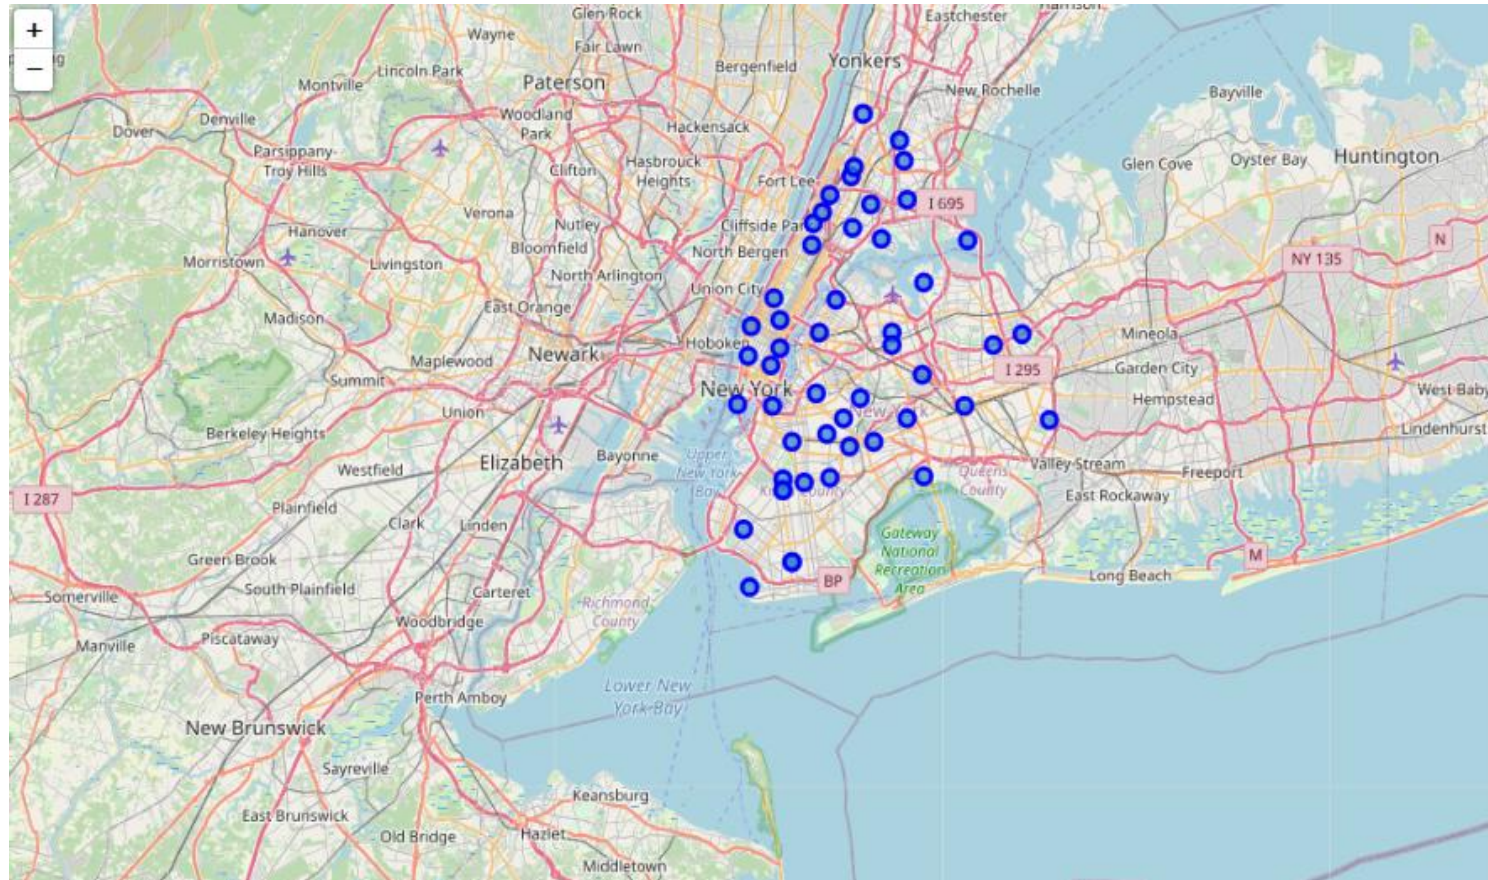 +
−
Glen Rock
Eastchester
Harrison
Wayne
Fair Lawn
Yonkers
Bergenfield
Lincoln Park
Montville
Paterson
New Rochelle
Bayville
Denville
Dover
Woodland
Park
Hackensack
Parsippany-
Troy Hills
Hasbrouck
Heights
Clifton
Fort Lee
Glen Cove
Oyster Bay
Huntington
I 695
Verona
Nutley
Cliffside Par
Hanover
Bloomfield
North Bergen
N
NY 135
Morristown
Livingston
North Arlington
Union City
East Orange
Madison
Mineola
Hoboken
Newark
Maplewood
Garden City
I 295
Summit
New York
West Baby
Hempstead
Union
New York
Berkeley Heights
Lindenhurst
Bayonne
Upper
New York
Bay
Elizabeth
Westfield
Valley Stream
Queens
County
Freeport
I 287
East Rockaway
Plainfield
Clark
Linden
Gateway
National
Recreation
Area
Green Brook
M
South Plainfield
Carteret
BP
Long Beach
Somerville
Richmond
County
Woodbridge
Piscataway
Manville
Lower New
York Bay
Perth Amboy
New Brunswick
Sayreville
Keansburg
East Brunswick
Old Bridge
Hazlet
Middletown